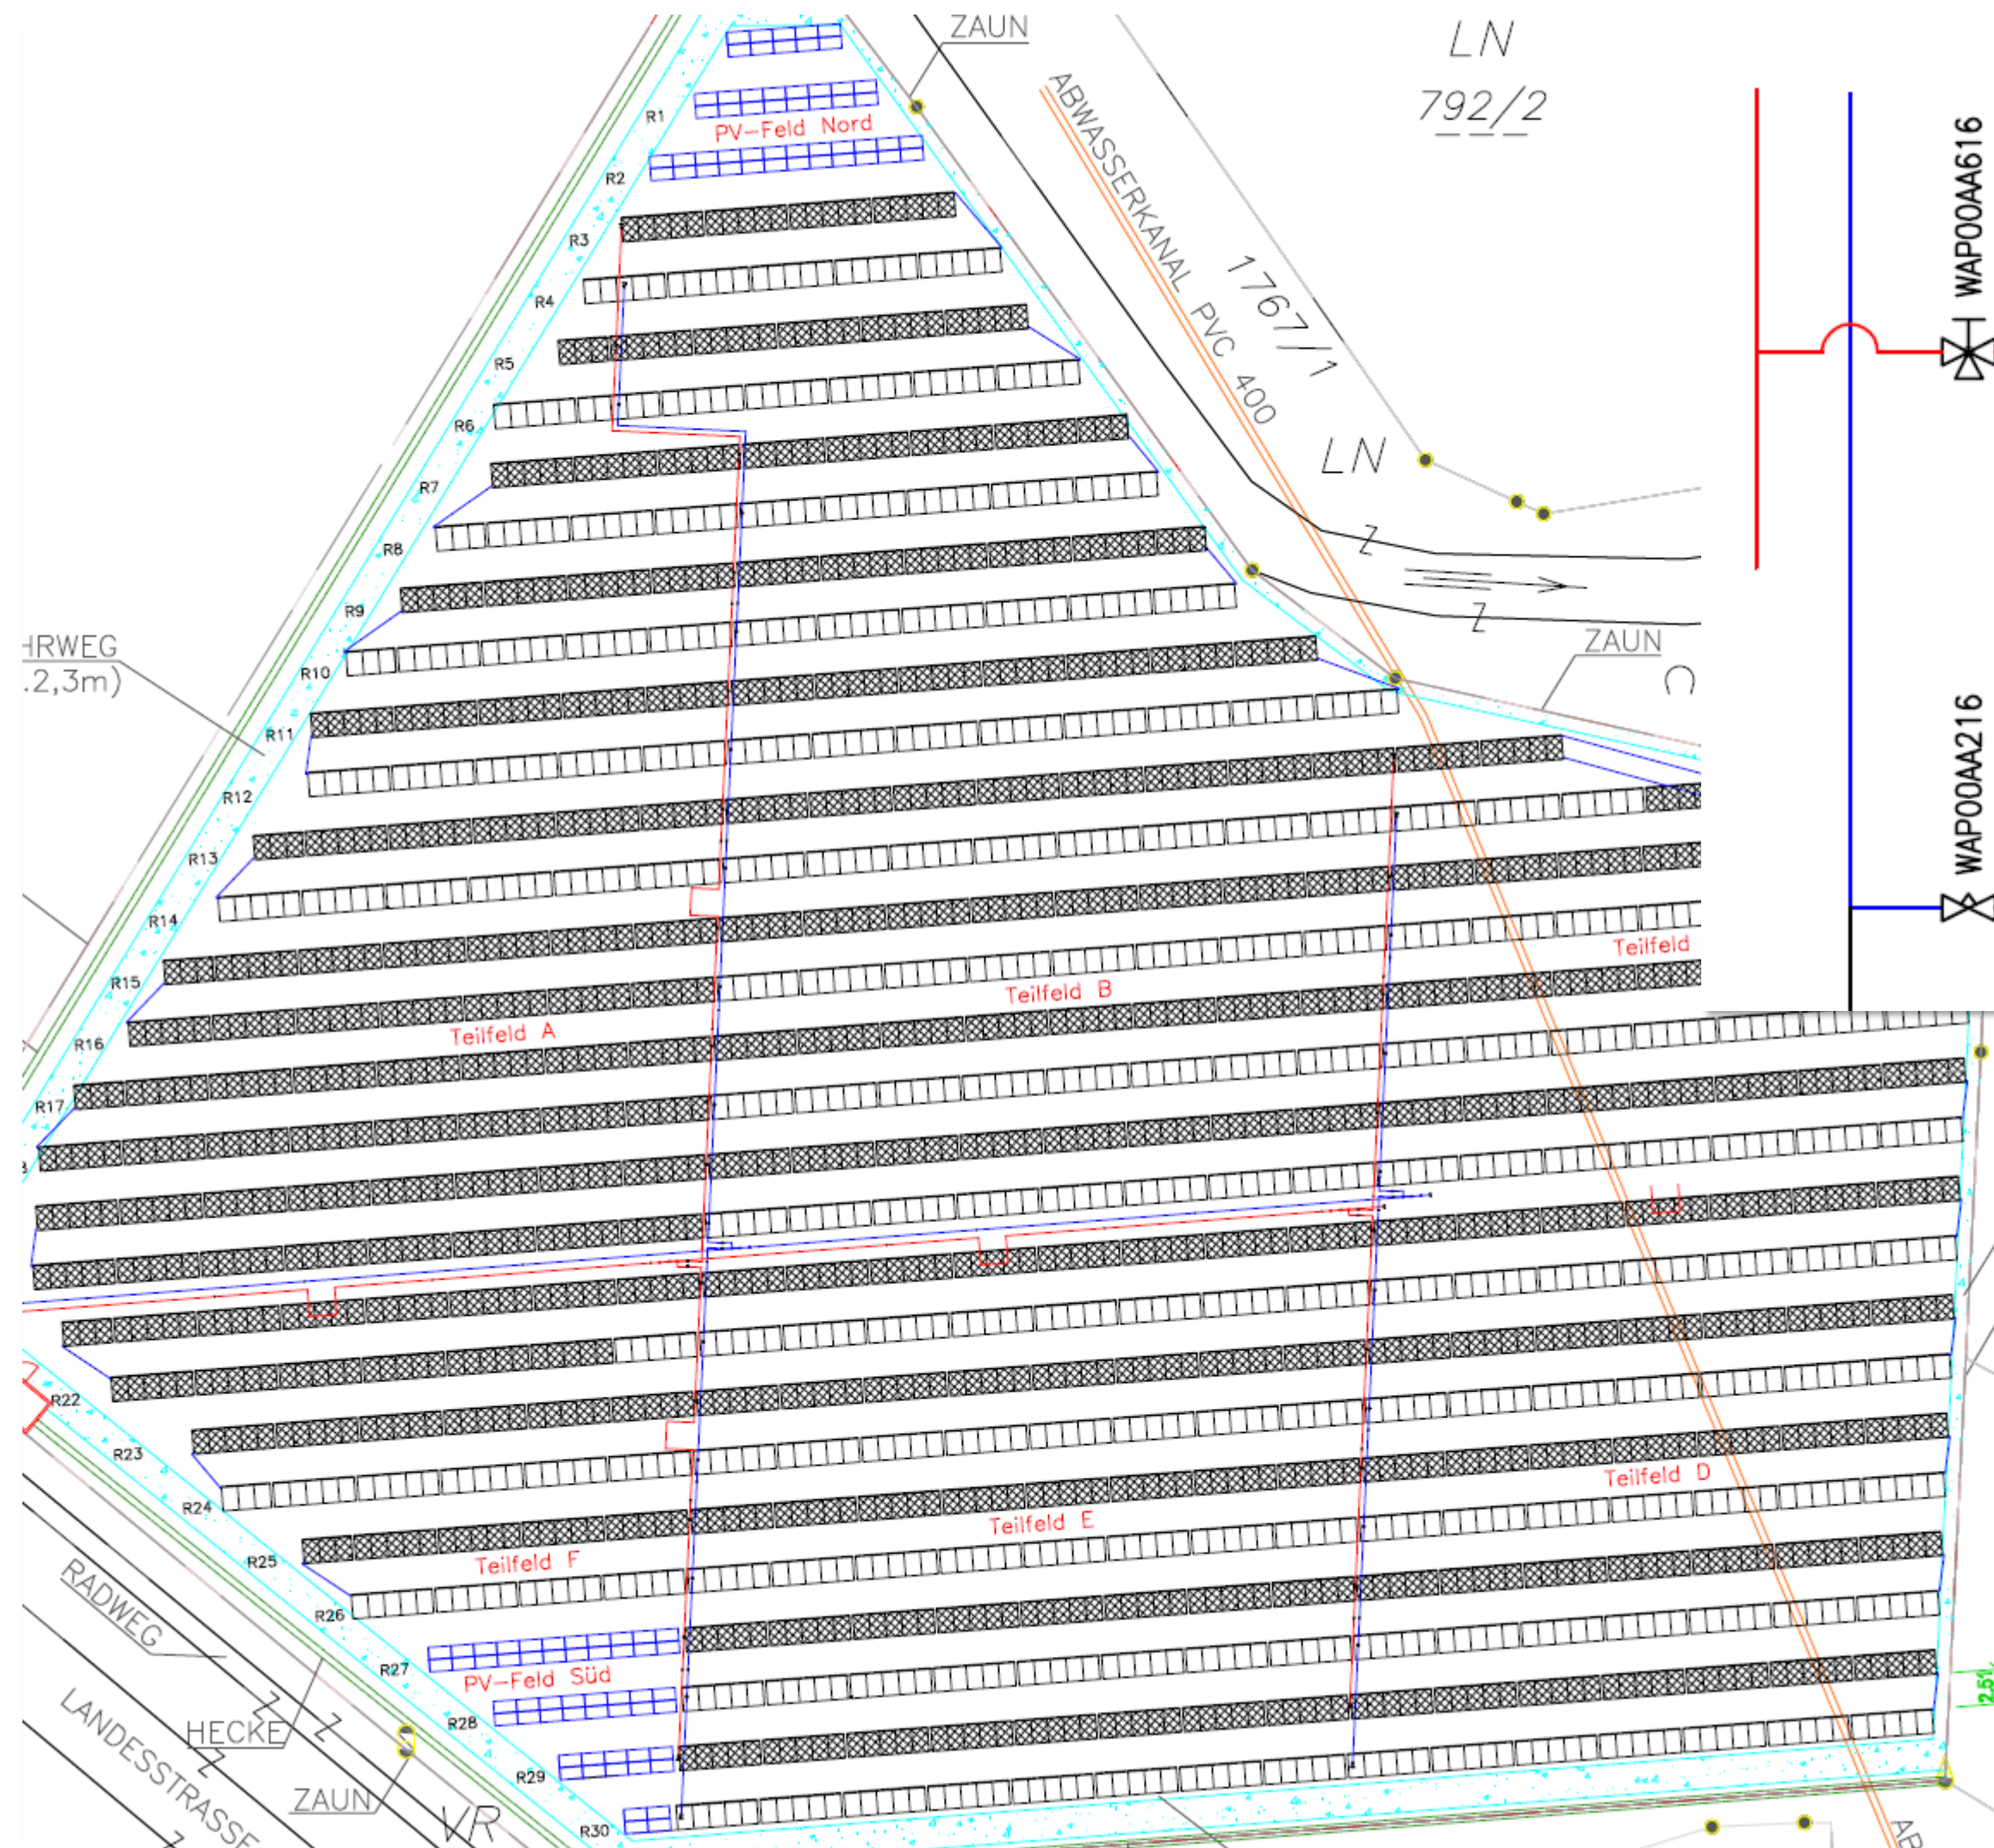 ZAUN
LN
792/2
R1
PV-Feld Nord
ABWASSERKANAL PVC 400
WAP00AA616
R2
R3
1767/1
R4
R5
R6
LN
R7
Z
R8
Z
R9
HRWEG
.2,3m)
ZAUN
R10
R11
WAP00AA216
R12
R13
R14
Teilfeld
R15
Teilfeld B
Teilfeld A
R16
R17
R22
R23
Teilfeld D
R24
Teilfeld E
R25
Teilfeld F
RADWEG
R26
R27
PV-Feld Süd
2.51
LANDESSTRASSE
Z
Z
HECKE
R28
Z
R29
ZAUN
VR
R30
Z